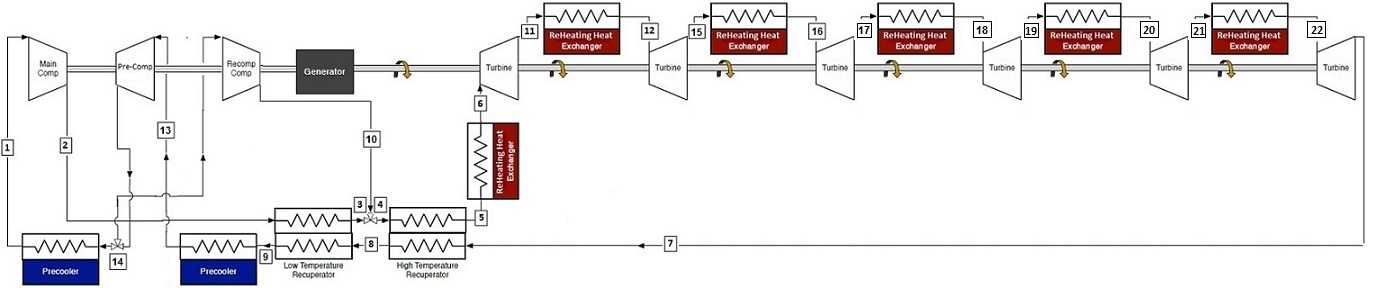 11
ReHeating Heat
Exchanger
12
15
ReHeating Heat
Exchanger
16
17
ReHeating Heat
Exchanger
18
19
ReHeating Heat
Exchanger
20
21
ReHeating Heat
Exchanger
22
Main
Comp
Pre-Comp
Recomp
Comp
Generator
Turbine
Turbine
Turbine
Turbine
Turbine
Turbine
6
13
10
1
2
ReHeating Heat
Exchanger
3
4
5
14
9
8
7
Precooler
Precooler
Low Temperature
Recuperator
High Temperature
Recuperator